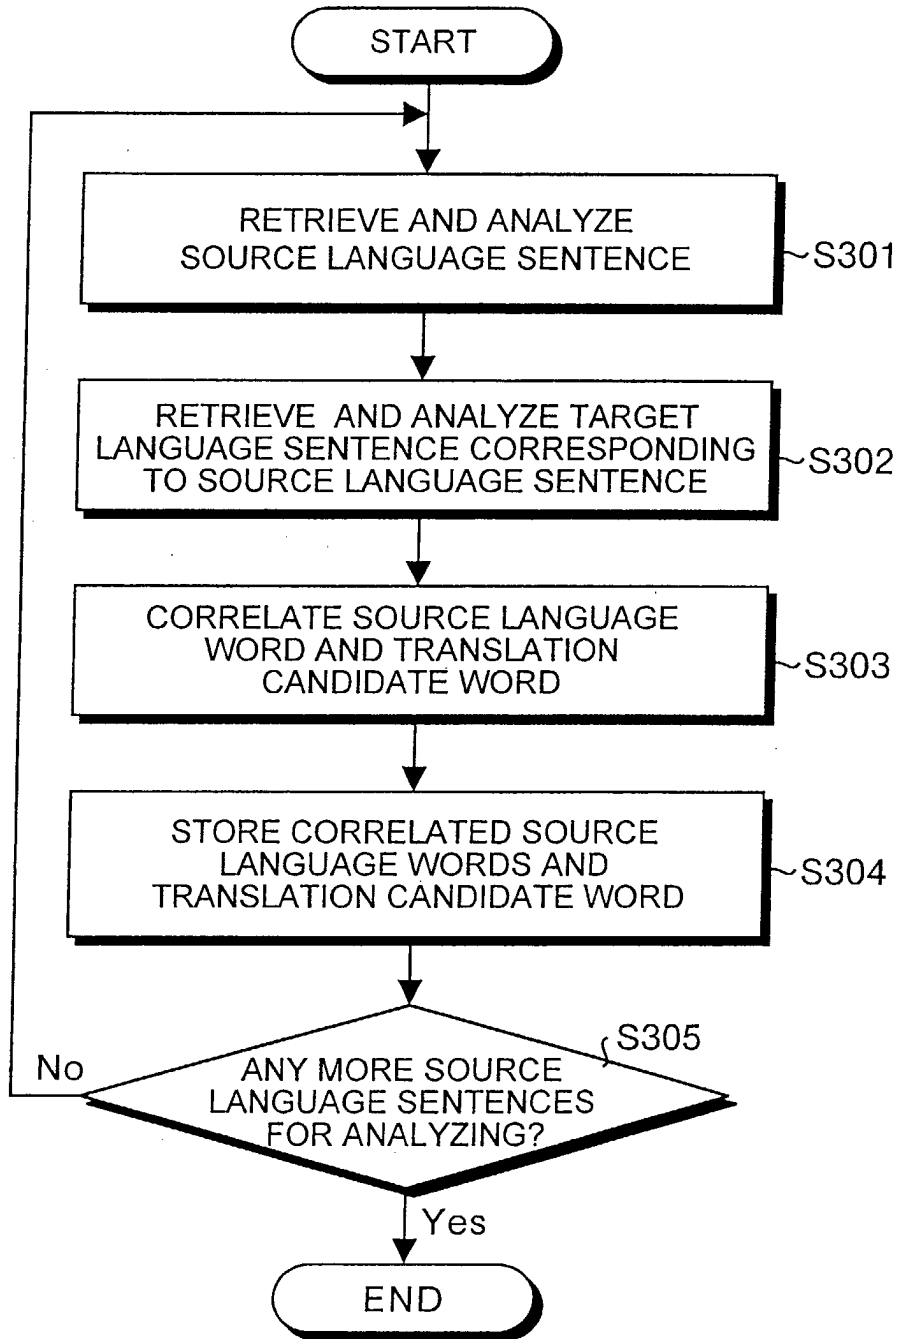 START
RETRIEVE AND ANALYZE
SOURCE LANGUAGE SENTENCE
S301
RETRIEVE AND ANALYZE TARGET
LANGUAGE SENTENCE CORRESPONDING
TO SOURCE LANGUAGE SENTENCE
S302
CORRELATE SOURCE LANGUAGE
WORD AND TRANSLATION
CANDIDATE WORD
S303
STORE CORRELATED SOURCE
LANGUAGE WORDS AND
TRANSLATION CANDIDATE WORD
S304
S305
No
ANY MORE SOURCE
LANGUAGE SENTENCES
FOR ANALYZING?
Yes
END